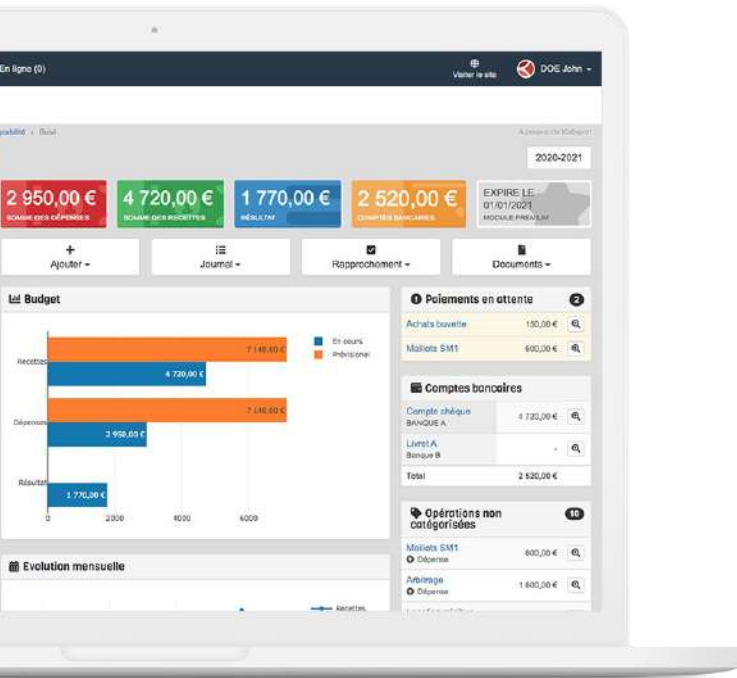 En ligne (0)
Visiter le site
DOE John
Suivi
2020-2021
2 950,00 €
SOMME DES DÉPENSES
4 720,00 €
SOMME DES RECETTES
1 770,00 €
RÉSULTAT
2 520,00 €
COMPTES BANCAIRES
EXPIRE LE
01/01/2021
MODULE PREMIUM
Ajouter
Journal
Rapprochement
Documents
Budget
En cours
Prévisionel
Recettes
7 140,00 €
4 720,00 €
Dépenses
7 140,00 €
2 950,00 €
Résultat
1 770,00 €
0 2000 4000 6000
Evolution mensuelle
Recettes
Paiements en attente 2
Achats buvette 150,00 €
Maillots SM1 600,00 €
Comptes bancaires
Compte chèque 4 720,00 €
BANQUE A
Livret A -
Banque B
Total 2 520,00 €
Opérations non catégorisées 10
Maillots SM1 600,00 €
Dépense
Arbitrage 1 600,00 €
Dépense